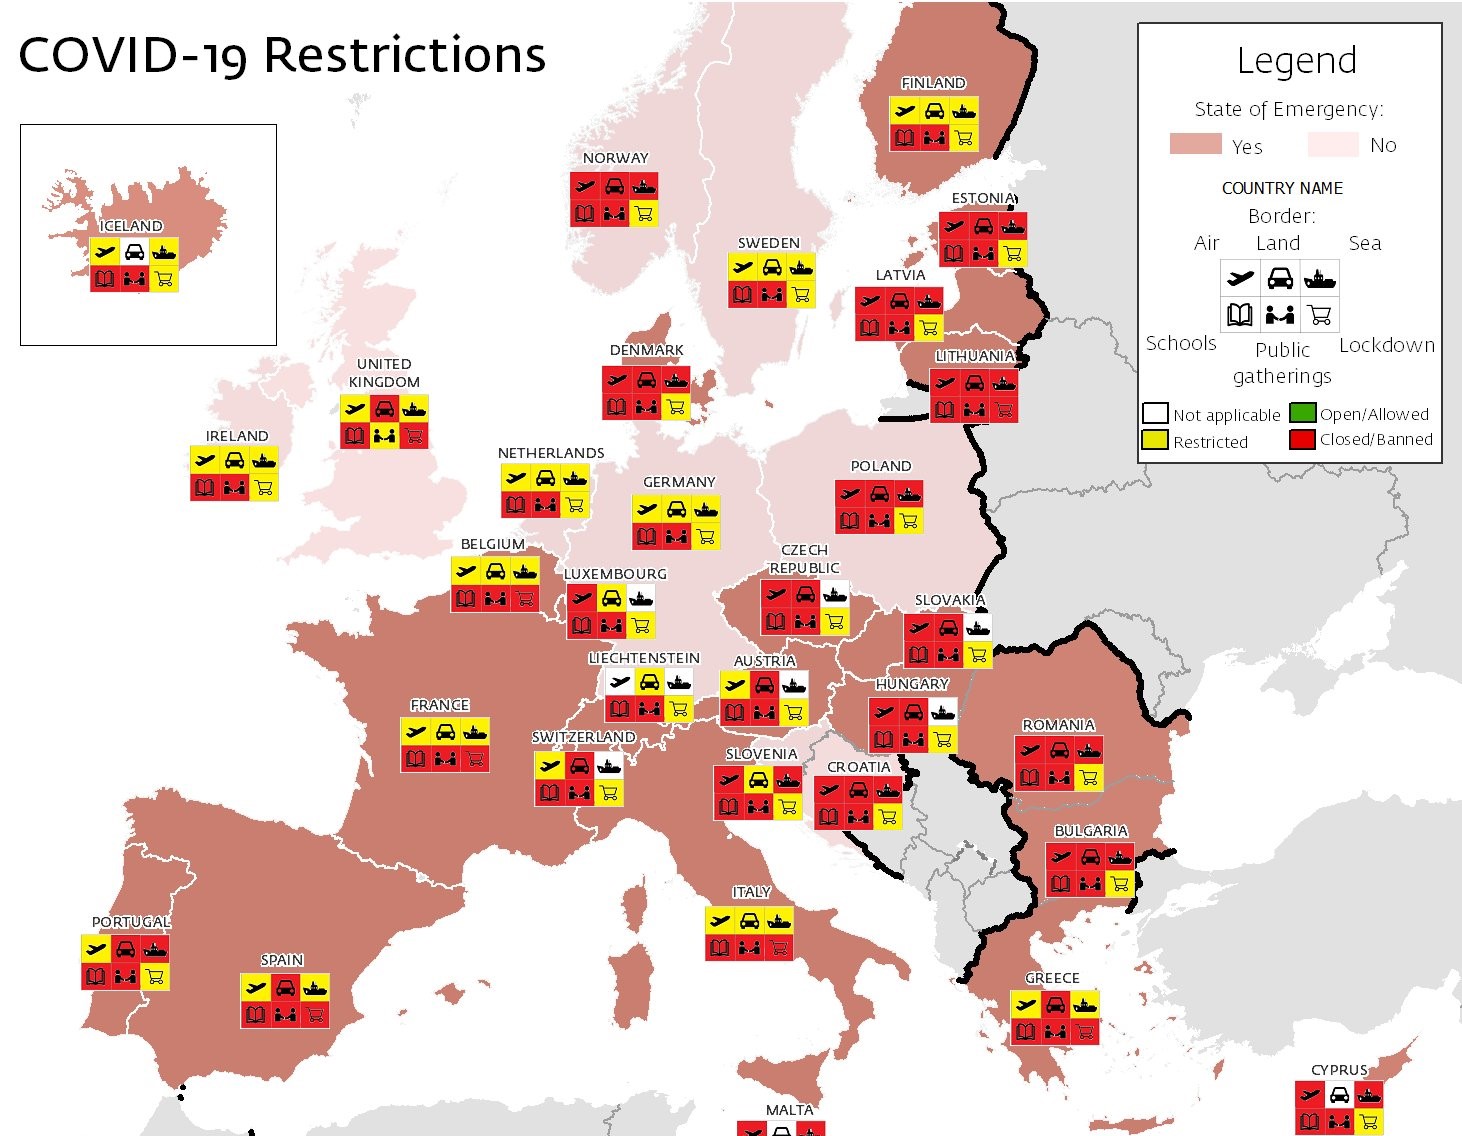 COVID-19 Restrictions
Legend
State of Emergency:
Yes
No
COUNTRY NAME
Border:
Air
Land
Sea
Schools
Public
gatherings
Lockdown
Not applicable
Open/Allowed
Restricted
Closed/Banned
FINLAND
NORWAY
ESTONIA
ICELAND
SWEDEN
LATVIA
DENMARK
LITHUANIA
UNITED
KINGDOM
IRELAND
NETHERLANDS
POLAND
GERMANY
BELGIUM
CZECH
REPUBLIC
LUXEMBOURG
SLOVAKIA
LIECHTENSTEIN
AUSTRIA
HUNGARY
FRANCE
ROMANIA
SWITZERLAND
SLOVENIA
CROATIA
BULGARIA
ITALY
PORTUGAL
SPAIN
GREECE
CYPRUS
MALTA